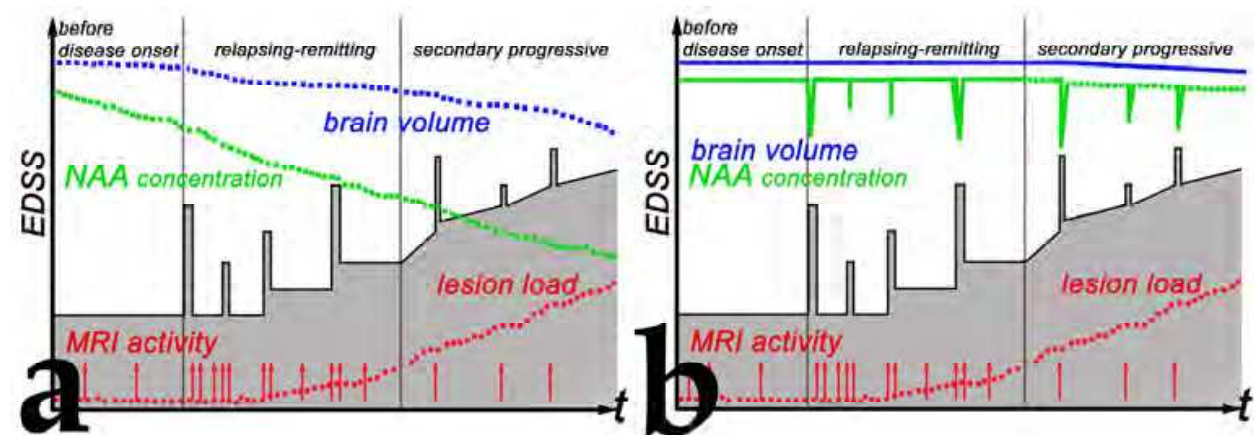 before
disease onset
relapsing-remitting
secondary progressive
brain volume
NAA concentration
EDSS
lesion load
MRI activity
a
t
before
disease onset
relapsing-remitting
secondary progressive
brain volume
NAA concentration
EDSS
lesion load
MRI activity
b
t